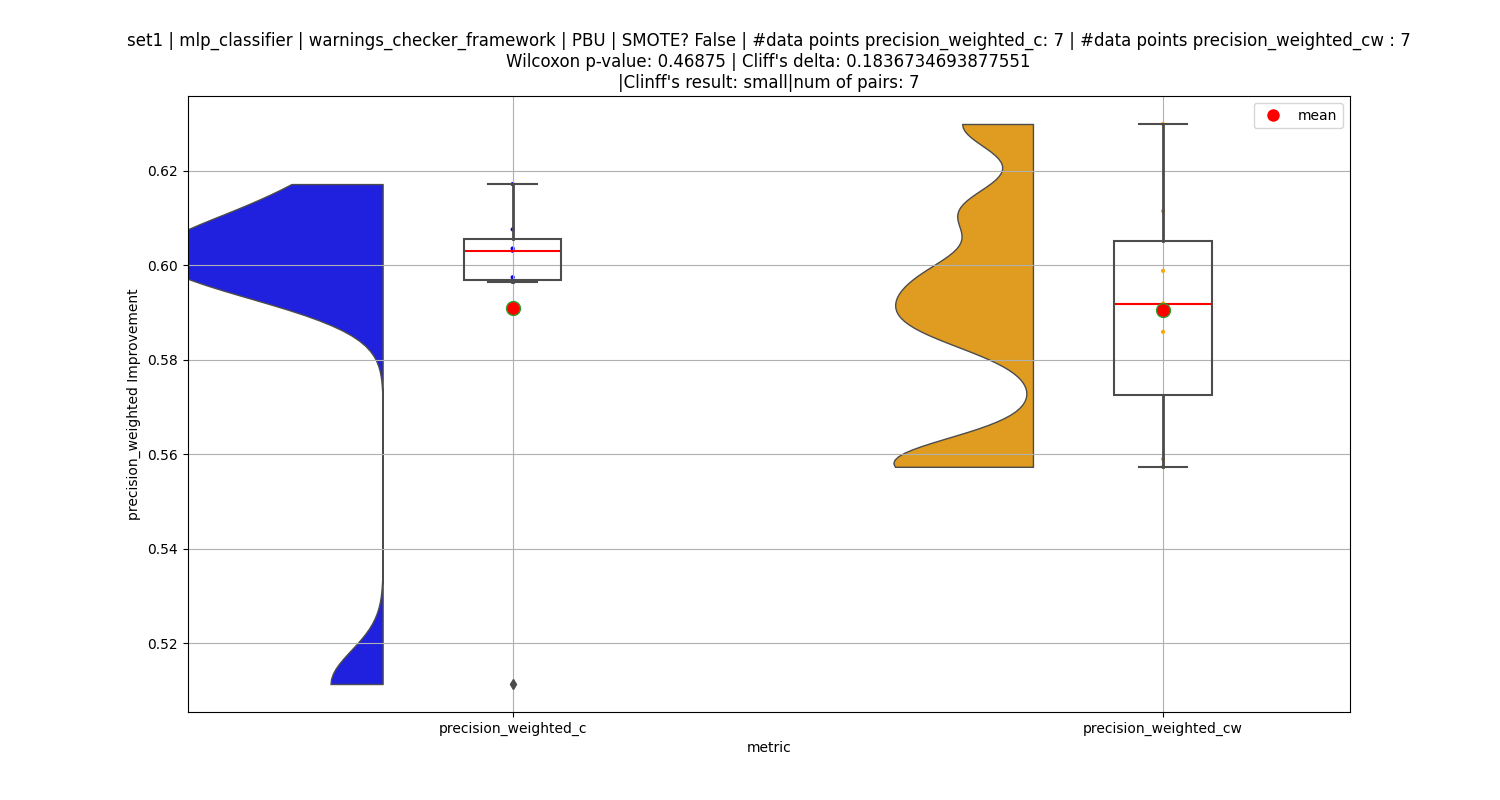 set1 | mlp_classifier | warnings_checker_framework | PBU | SMOTE? False | #data points precision_weighted_c: 7 | #data points precision_weighted_cw : 7
Wilcoxon p-value: 0.46875 | Cliff's delta: 0.1836734693877551
|Clinff's result: small|num of pairs: 7
mean
precision_weighted Improvement
0.62
0.60
0.58
0.56
0.54
0.52
precision_weighted_c
precision_weighted_cw
metric